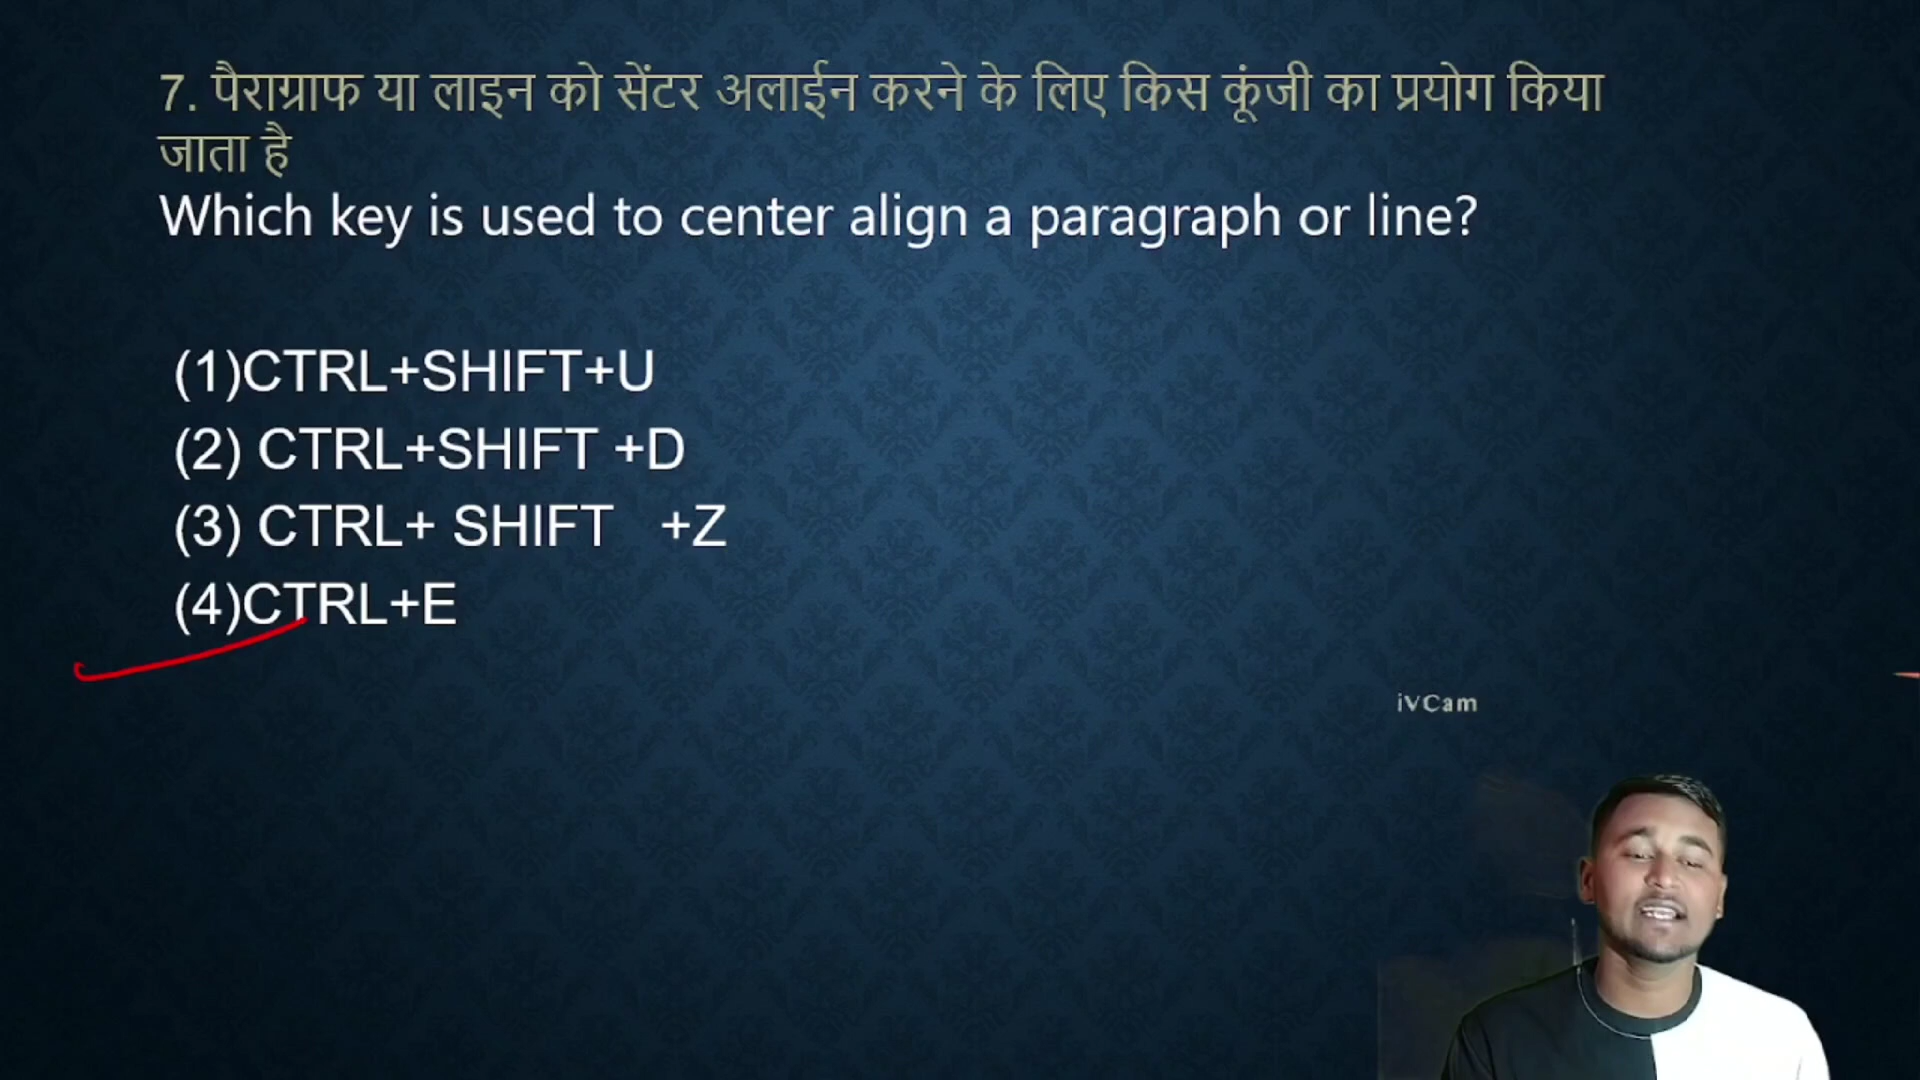 7. पैराग्राफ या लाइन को सेंटर अलाईन करने के लिए किस कूंजी का प्रयोग किया
जाता है
Which key is used to center align a paragraph or line?
(1)CTRL+SHIFT+U
(2) CTRL+SHIFT +D
(3) CTRL+ SHIFT +Z
(4)CTRL+E
iVCam